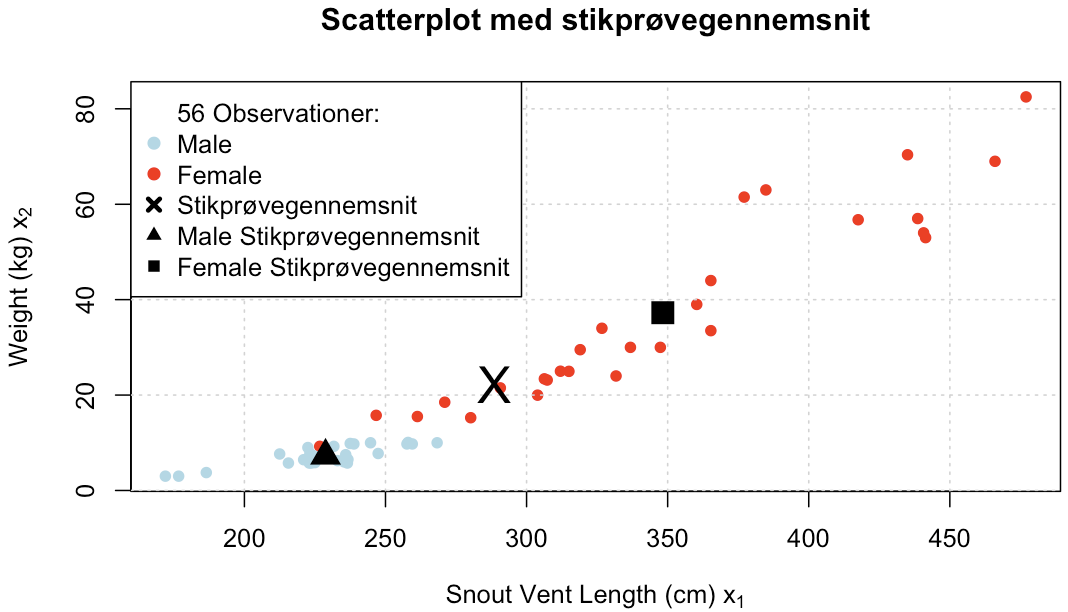 Scatterplot med stikprøvegennemsnit
56 Observationer:
Male
Female
Stikprøvegennemsnit
Male Stikprøvegennemsnit
Female Stikprøvegennemsnit
Weight (kg) x₂
80
60
40
20
0
200 250 300 350 400 450
Snout Vent Length (cm) x₁